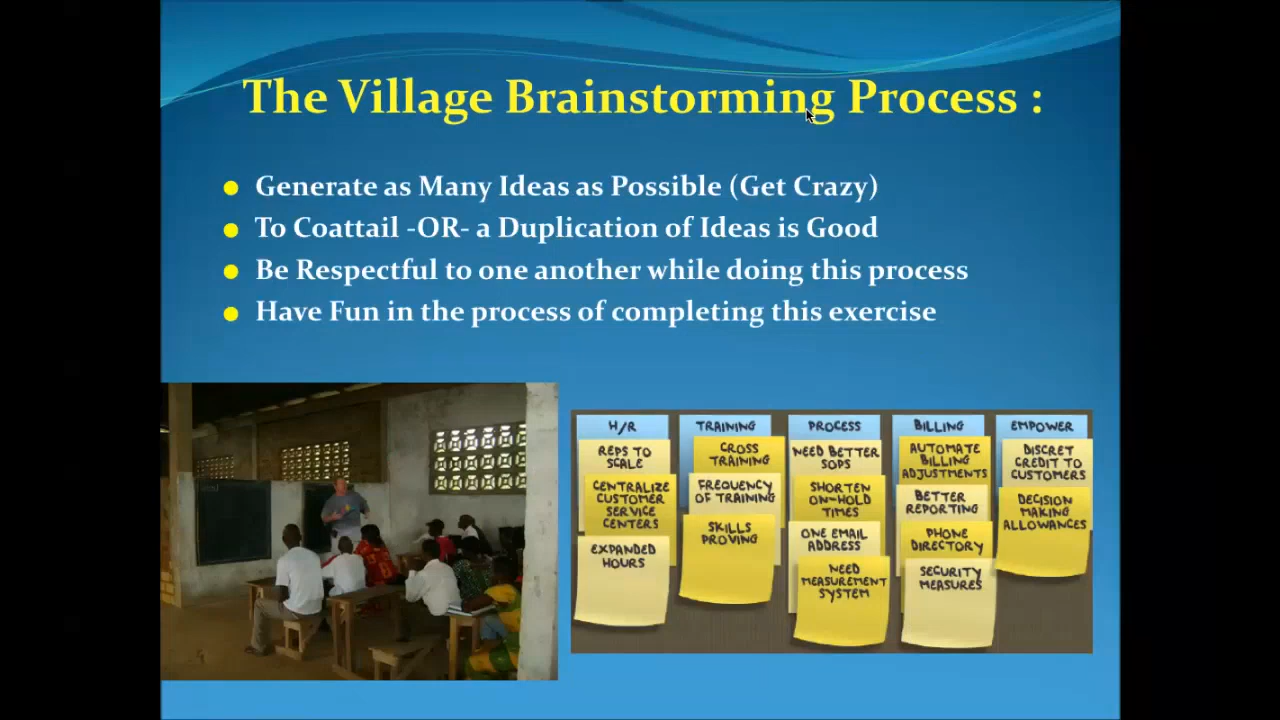 The Village Brainstorming Process :
Generate as Many Ideas as Possible (Get Crazy)
To Coattail -OR- a Duplication of Ideas is Good
Be Respectful to one another while doing this process
Have Fun in the process of completing this exercise
H/R
REPS TO
SCALE
CENTRALIZE
CUSTOMER
SERVICE
CENTERS
EXPANDED
HOURS
TRAINING
CROSS
TRAINING
FREQUENCY
OF TRAINING
SKILLS
PROVING
PROCESS
NEED BETTER
SOPS
SHORTEN
ON-HOLD
TIMES
ONE EMAIL
ADDRESS
NEED
MEASUREMENT
SYSTEM
BILLING
AUTOMATE
BILLING
ADJUSTMENTS
BETTER
REPORTING
PHONE
DIRECTORY
SECURITY
MEASURES
EMPOWER
DISCRET
CREDIT TO
CUSTOMERS
DECISION
MAKING
ALLOWANCES